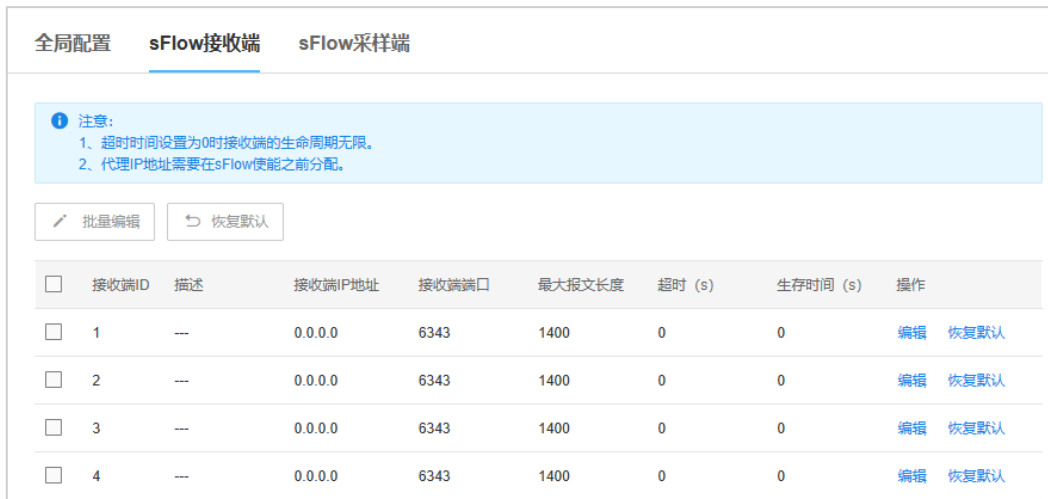 全局配置 sFlow接收端 sFlow采样端
注意：
1、超时时间设置为0时接收端的生命周期无限。
2、代理IP地址需要在sFlow使能之前分配。
批量编辑 恢复默认
接收端ID 描述 接收端IP地址 接收端端口 最大报文长度 超时（s） 生存时间（s） 操作
1 --- 0.0.0.0 6343 1400 0 0 编辑 恢复默认
2 --- 0.0.0.0 6343 1400 0 0 编辑 恢复默认
3 --- 0.0.0.0 6343 1400 0 0 编辑 恢复默认
4 --- 0.0.0.0 6343 1400 0 0 编辑 恢复默认